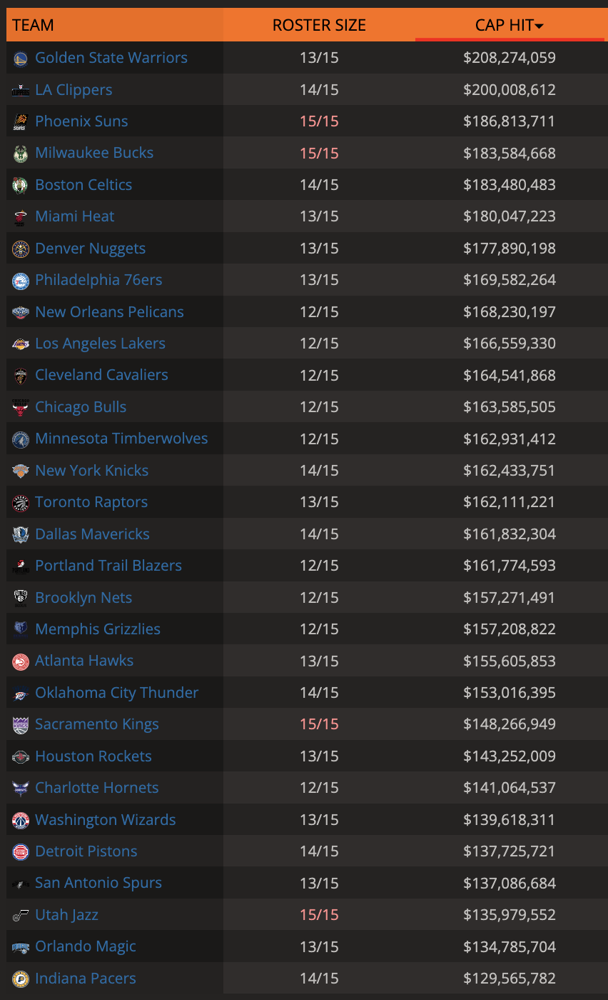 TEAM ROSTER SIZE CAP HIT
Golden State Warriors 13/15 $208,274,059
LA Clippers 14/15 $200,008,612
Phoenix Suns 15/15 $186,813,711
Milwaukee Bucks 15/15 $183,584,668
Boston Celtics 14/15 $183,480,483
Miami Heat 13/15 $180,047,223
Denver Nuggets 13/15 $177,890,198
Philadelphia 76ers 13/15 $169,582,264
New Orleans Pelicans 12/15 $168,230,197
Los Angeles Lakers 12/15 $166,559,330
Cleveland Cavaliers 12/15 $164,541,868
Chicago Bulls 12/15 $163,585,505
Minnesota Timberwolves 12/15 $162,931,412
New York Knicks 14/15 $162,433,751
Toronto Raptors 13/15 $162,111,221
Dallas Mavericks 14/15 $161,832,304
Portland Trail Blazers 12/15 $161,774,593
Brooklyn Nets 12/15 $157,271,491
Memphis Grizzlies 12/15 $157,208,822
Atlanta Hawks 13/15 $155,605,853
Oklahoma City Thunder 14/15 $153,016,395
Sacramento Kings 15/15 $148,266,949
Houston Rockets 13/15 $143,252,009
Charlotte Hornets 12/15 $141,064,537
Washington Wizards 13/15 $139,618,311
Detroit Pistons 14/15 $137,725,721
San Antonio Spurs 13/15 $137,086,684
Utah Jazz 15/15 $135,979,552
Orlando Magic 13/15 $134,785,704
Indiana Pacers 14/15 $129,565,782